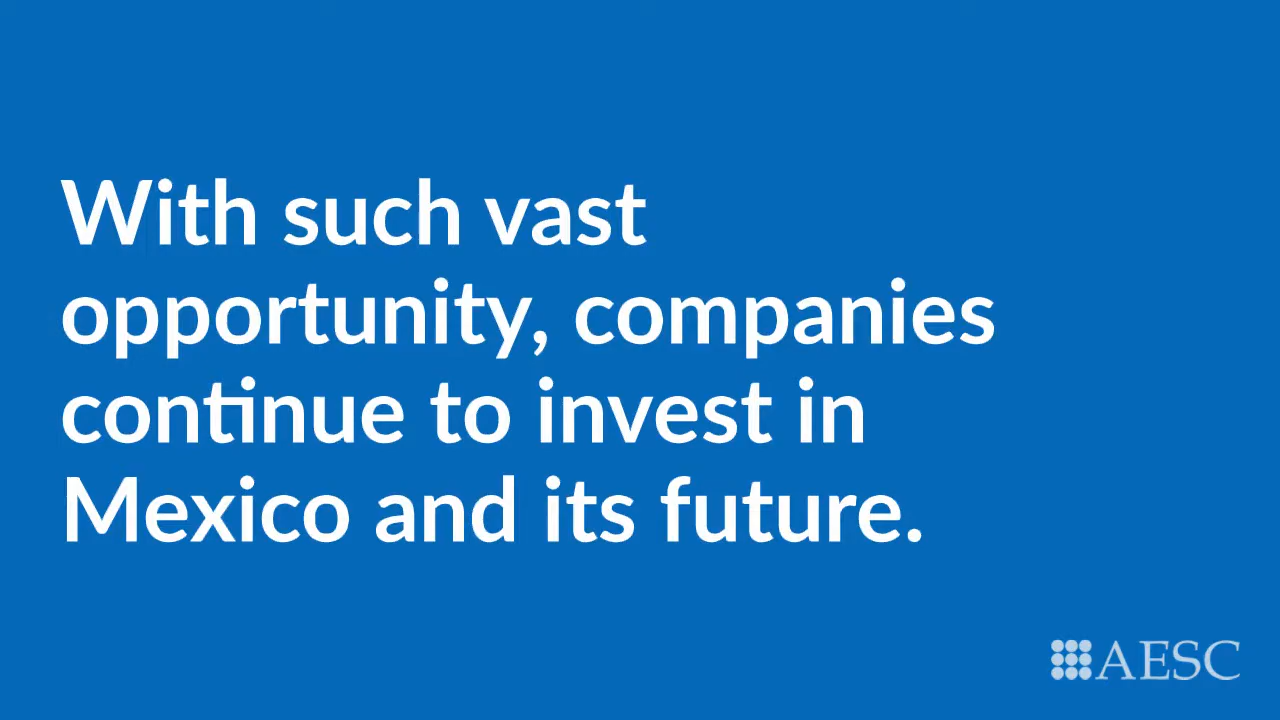 With such vast
opportunity, companies
continue to invest in
Mexico and its future.
AESC